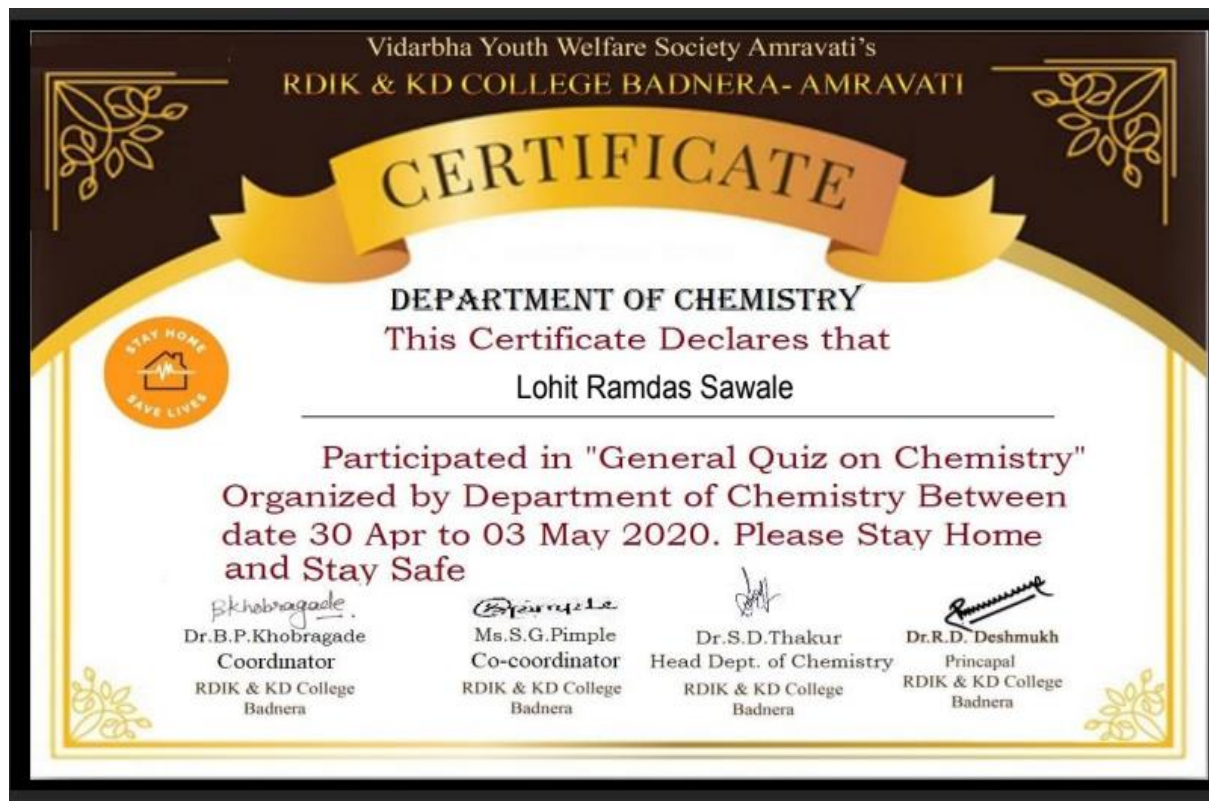 Vidarbha Youth Welfare Society Amravati's
RDIK & KD COLLEGE BADNERA- AMRAVATI
CERTIFICATE
DEPARTMENT OF CHEMISTRY
This Certificate Declares that
STAY HOME
SAVE LIVES
Lohit Ramdas Sawale
Participated in "General Quiz on Chemistry"
Organized by Department of Chemistry Between
date 30 Apr to 03 May 2020. Please Stay Home
and Stay Safe
Bkhobragade
Dr.B.P.Khobragade
Coordinator
RDIK & KD College
Badnera
Ms.S.G.Pimple
Co-coordinator
RDIK & KD College
Badnera
Dr.S.D.Thakur
Head Dept. of Chemistry
RDIK & KD College
Badnera
Dr.R.D. Deshmukh
Princapal
RDIK & KD College
Badnera